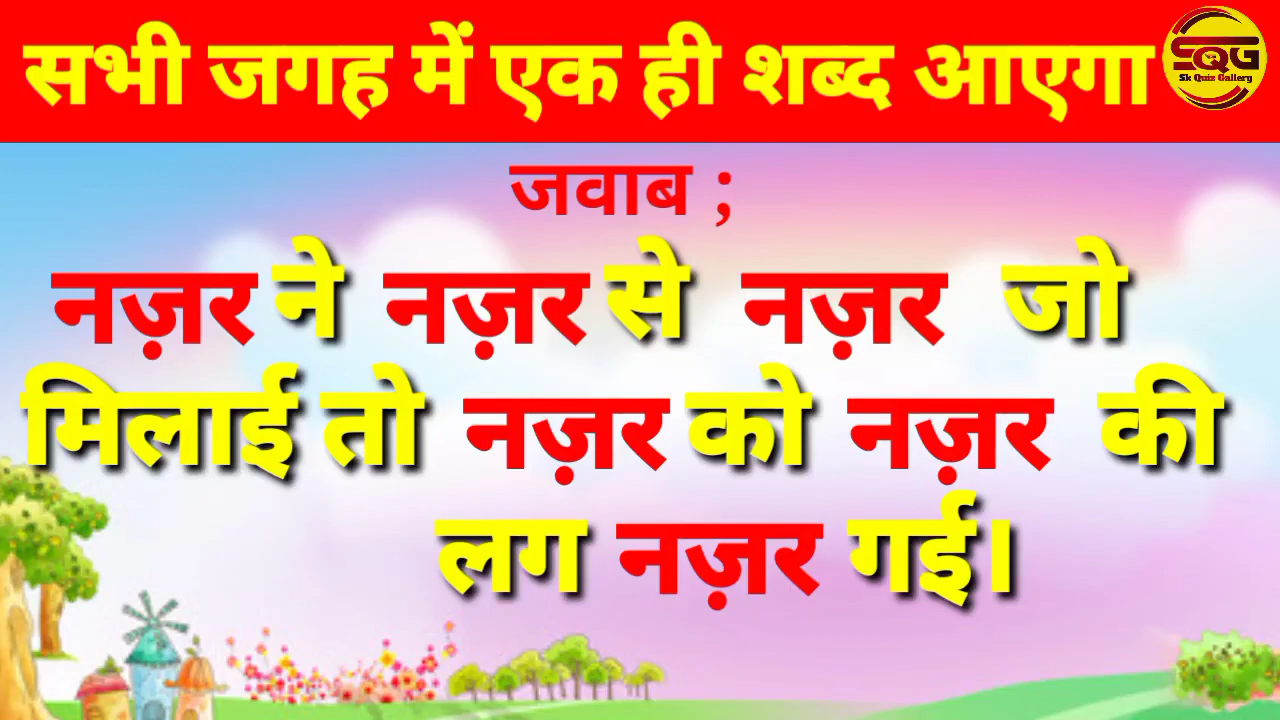 सभी जगह में एक ही शब्द आएगा
SQG
Sk Quiz Gallery
जवाब ;
नज़र ने नज़र से नज़र जो
मिलाई तो नज़र को नज़र की
लग नज़र गई।